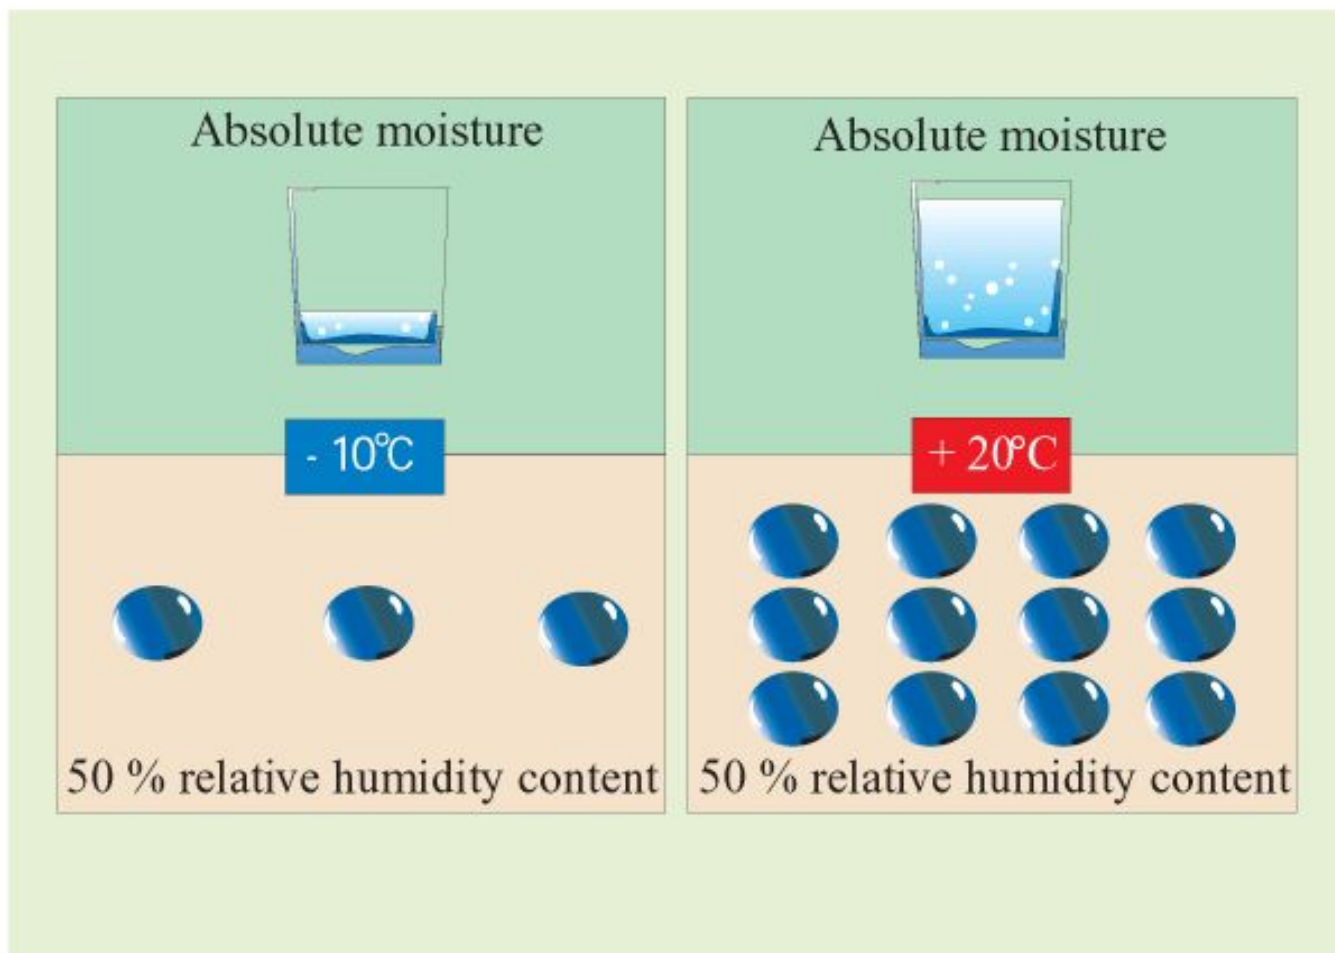 Absolute moisture
- 10°C
50 % relative humidity content
Absolute moisture
+ 20°C
50 % relative humidity content